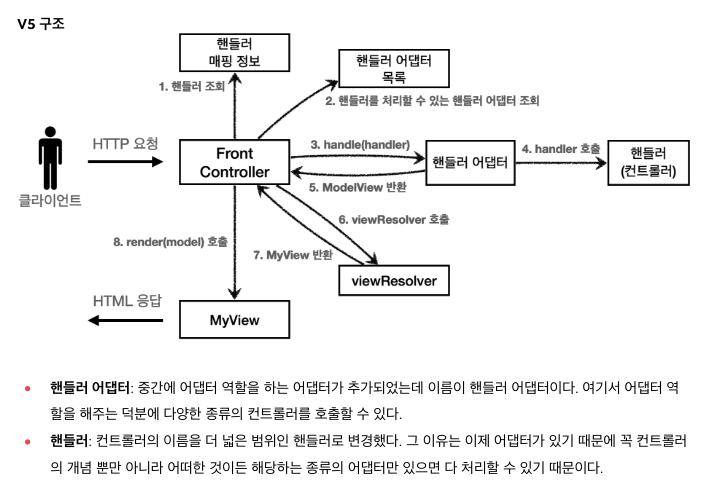 V5 구조
핸들러
매핑 정보
핸들러 어댑터
목록
1. 핸들러 조회
2. 핸들러를 처리할 수 있는 핸들러 어댑터 조회
HTTP 요청
Front
Controller
3. handle(handler)
핸들러 어댑터
4. handler 호출
핸들러
(컨트롤러)
클라이언트
5. ModelView 반환
6. viewResolver 호출
8. render(model) 호출
7. MyView 반환
viewResolver
HTML 응답
MyView
• 핸들러 어댑터: 중간에 어댑터 역할을 하는 어댑터가 추가되었는데 이름이 핸들러 어댑터이다. 여기서 어댑터 역
할을 해주는 덕분에 다양한 종류의 컨트롤러를 호출할 수 있다.
• 핸들러: 컨트롤러의 이름을 더 넓은 범위인 핸들러로 변경했다. 그 이유는 이제 어댑터가 있기 때문에 꼭 컨트롤러
의 개념 뿐만 아니라 어떠한 것이든 해당하는 종류의 어댑터만 있으면 다 처리할 수 있기 때문이다.